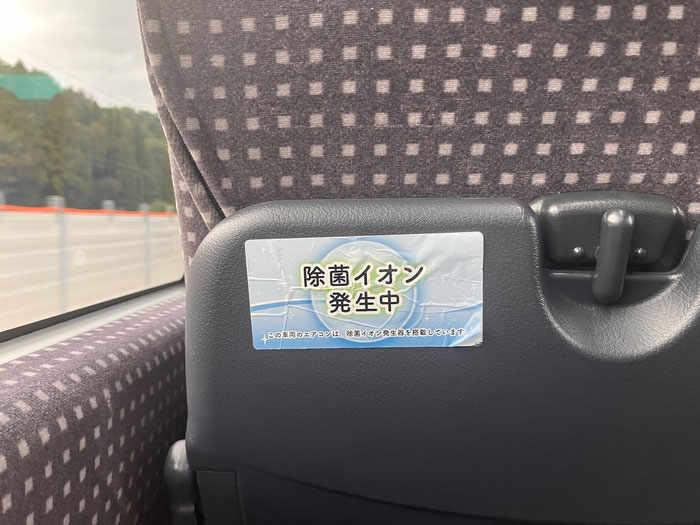 除菌イオン
発生中
この車両のエアコンは、除菌イオン発生器を搭載しています。